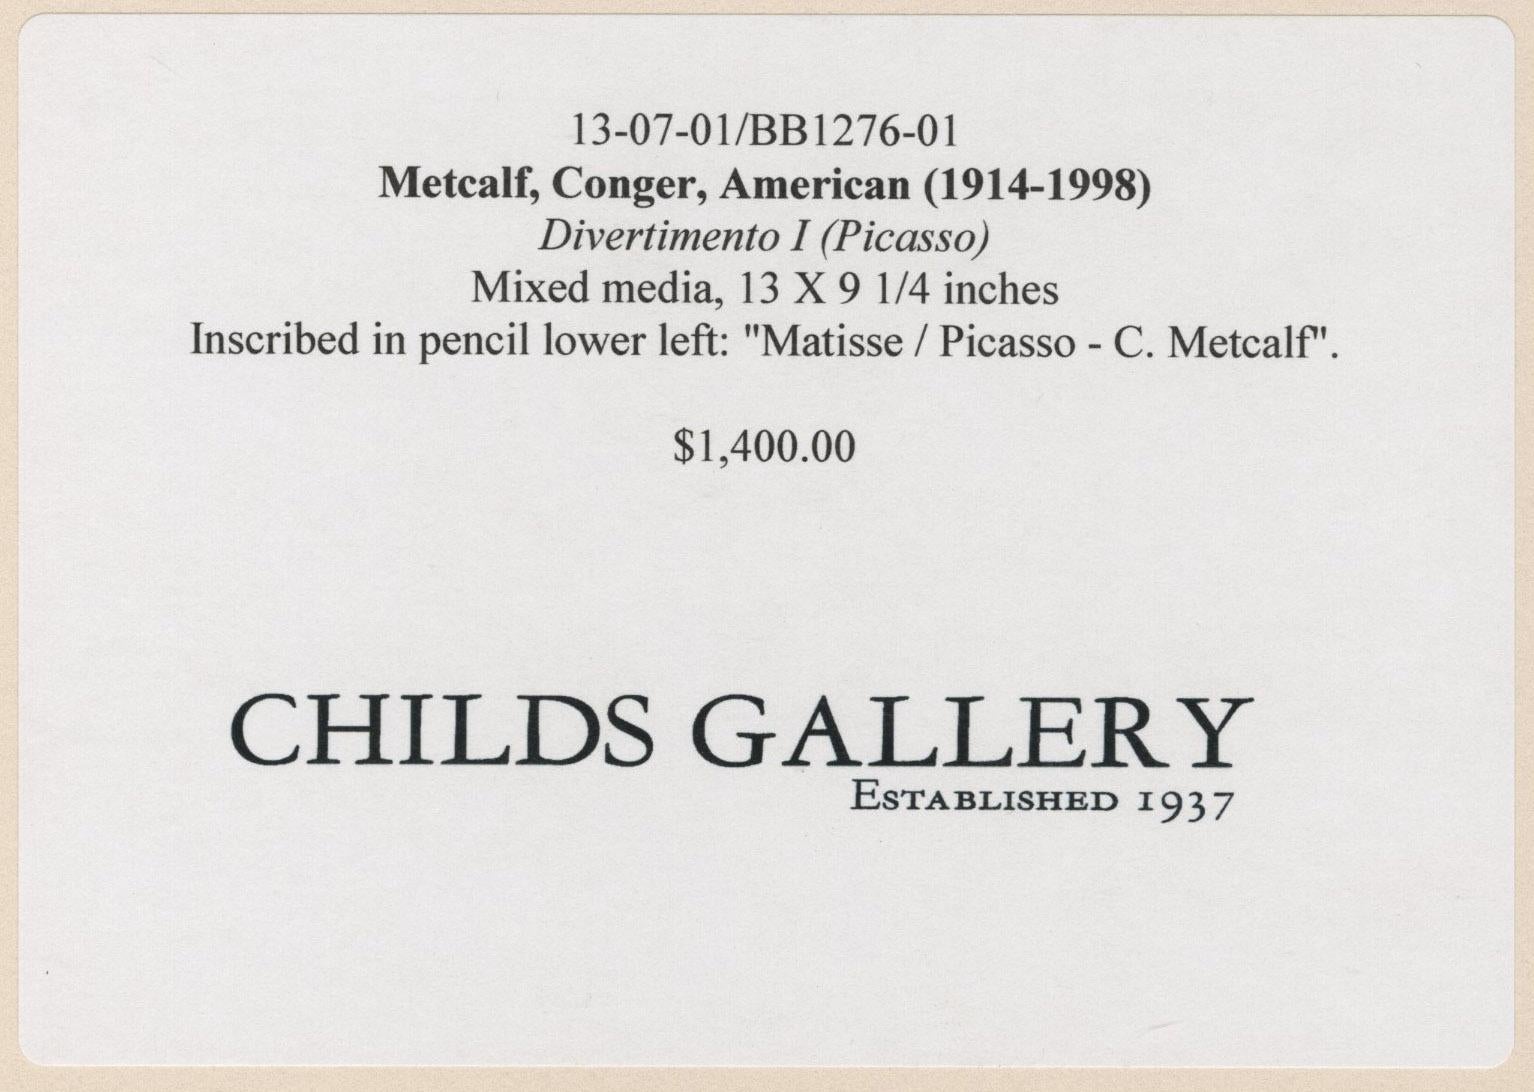 13-07-01/BB1276-01
Metcalf, Conger, American (1914-1998)
Divertimento I (Picasso)
Mixed media, 13 X 9 1/4 inches
Inscribed in pencil lower left: "Matisse / Picasso - C. Metcalf".
$1,400.00
CHILDS GALLERY
ESTABLISHED 1937